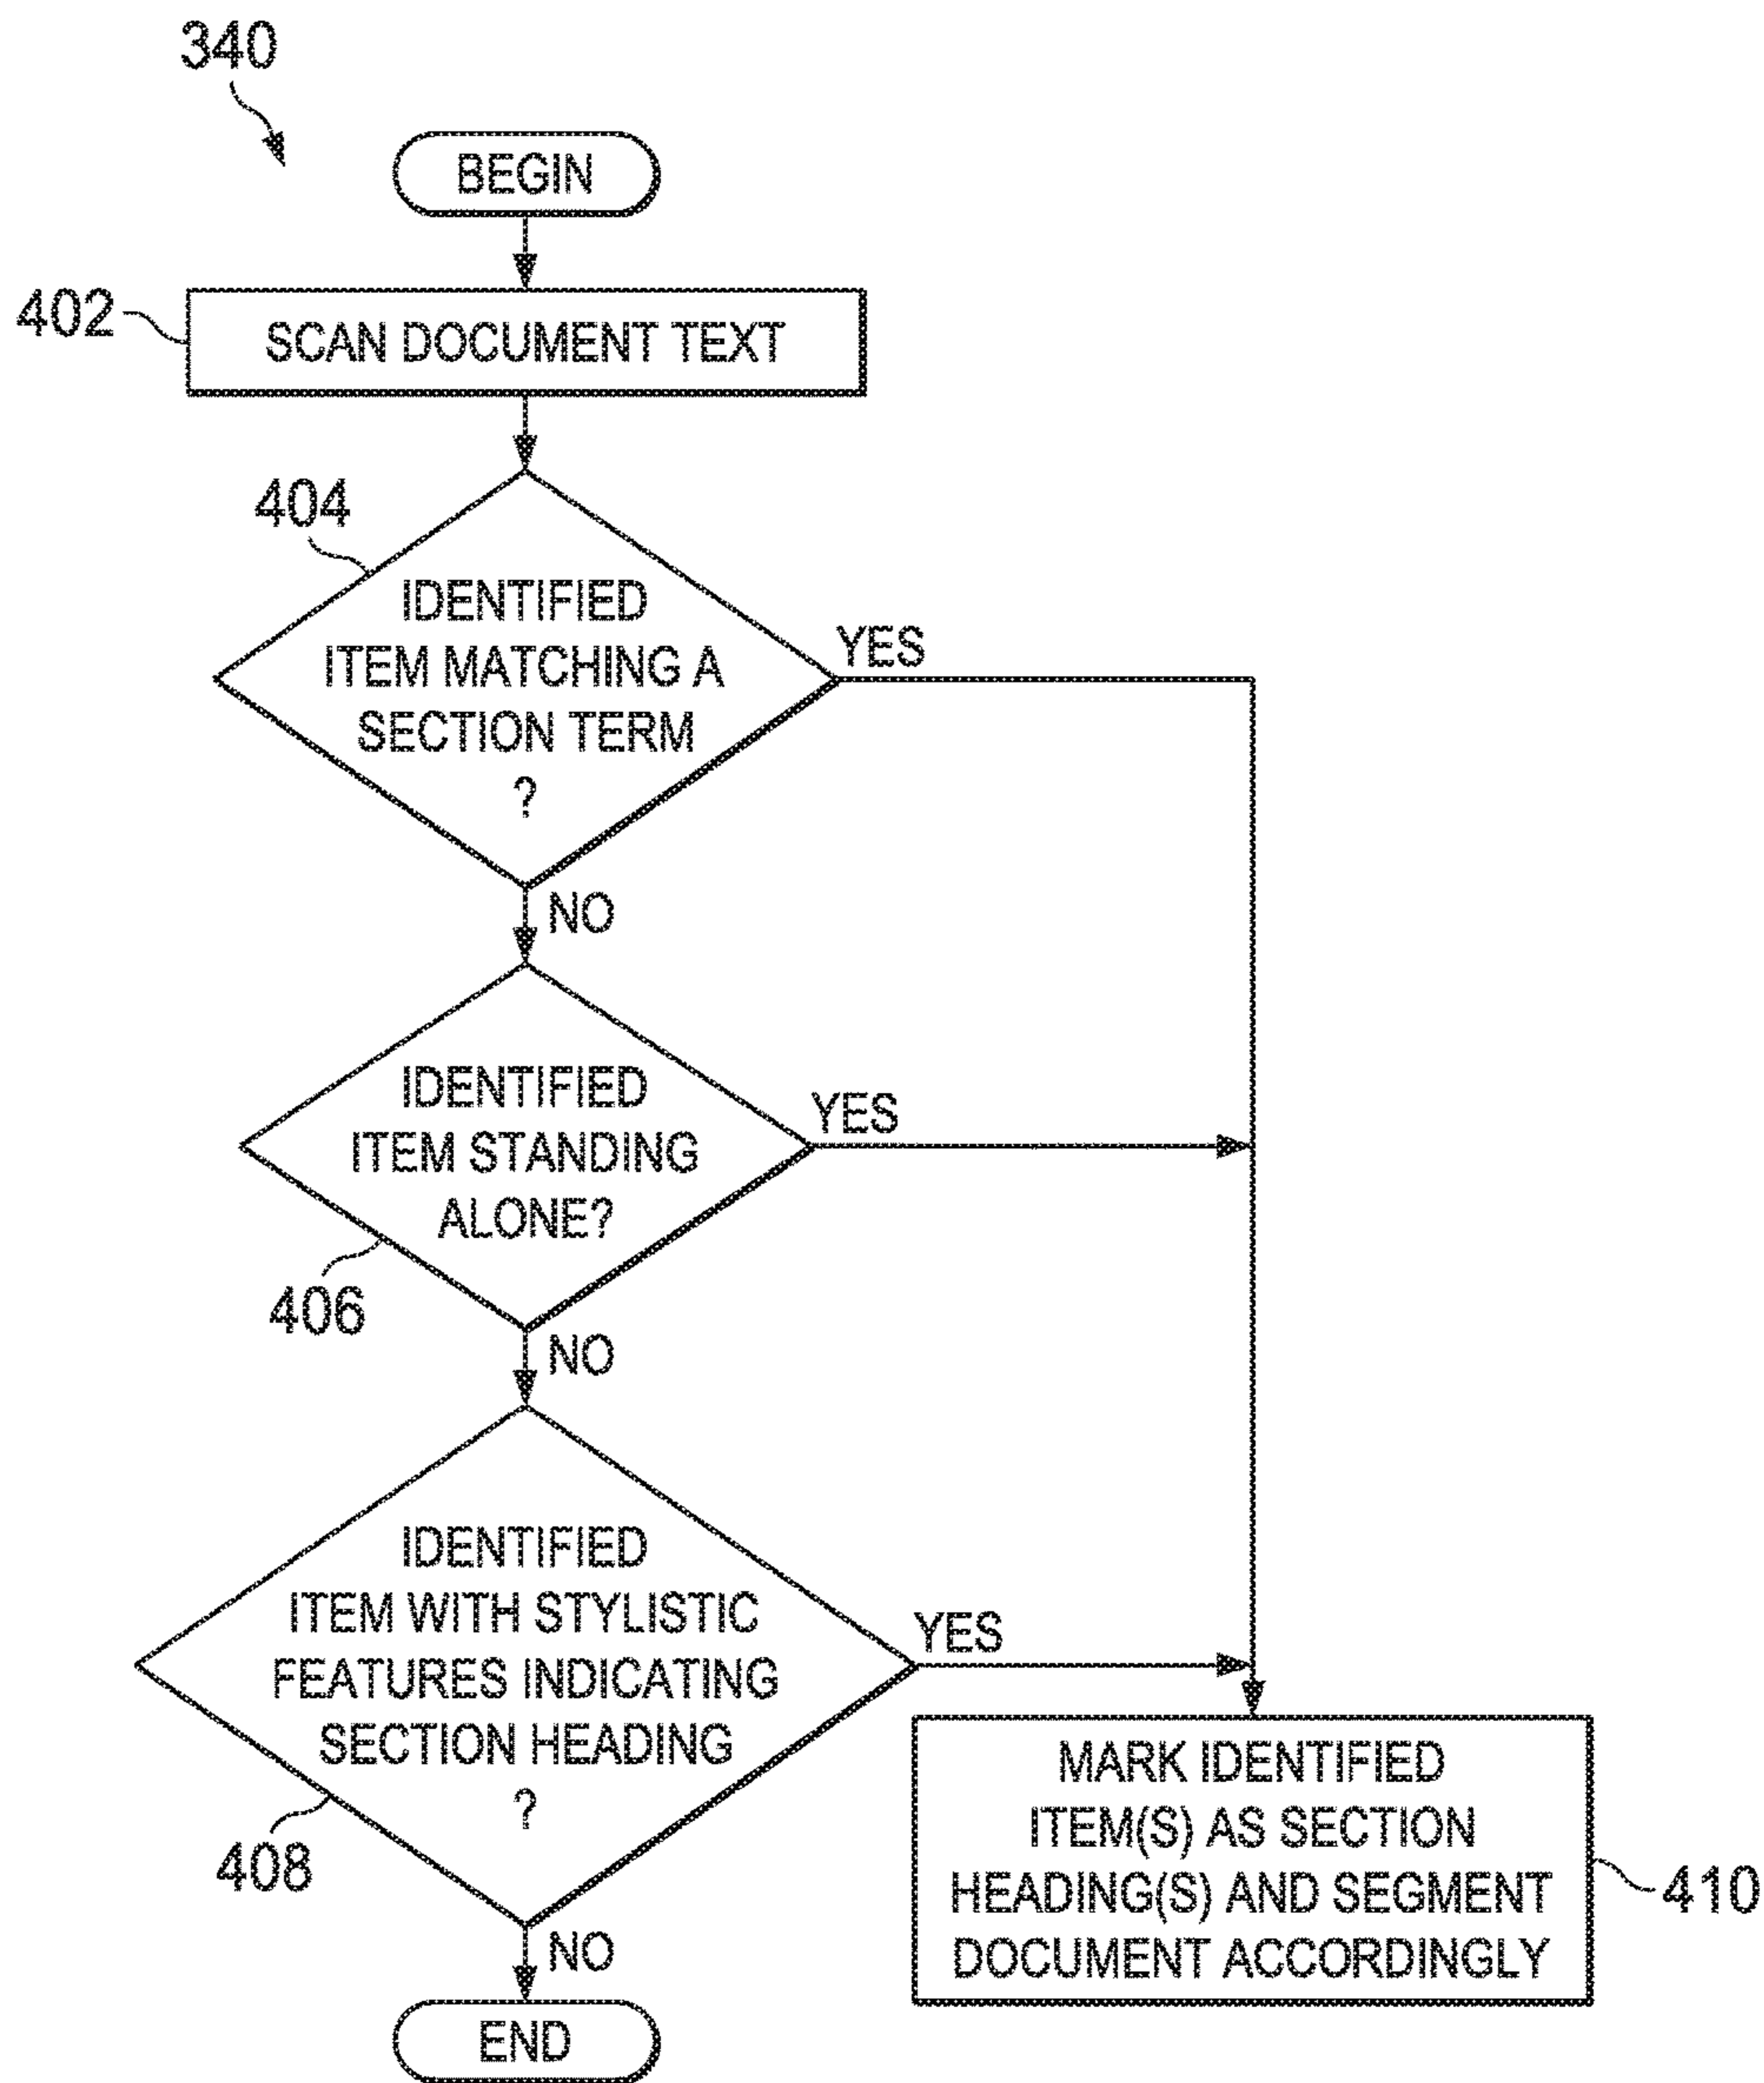 340
BEGIN
402
SCAN DOCUMENT TEXT
404
IDENTIFIED
ITEM MATCHING A
SECTION TERM
?
YES
NO
IDENTIFIED
ITEM STANDING
ALONE?
YES
406
NO
IDENTIFIED
ITEM WITH STYLISTIC
FEATURES INDICATING
SECTION HEADING
?
YES
408
NO
MARK IDENTIFIED
ITEM(S) AS SECTION
HEADING(S) AND SEGMENT
DOCUMENT ACCORDINGLY
410
END